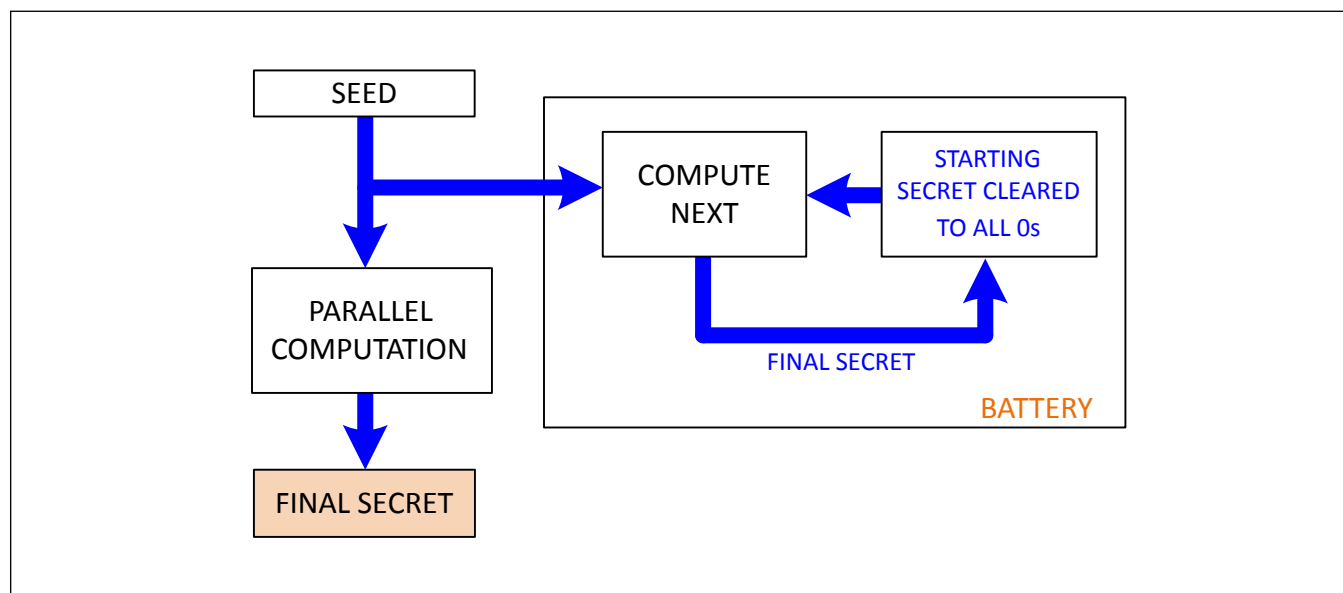 SEED
COMPUTE
NEXT
STARTING
SECRET CLEARED
TO ALL 0s
PARALLEL
COMPUTATION
FINAL SECRET
BATTERY
FINAL SECRET